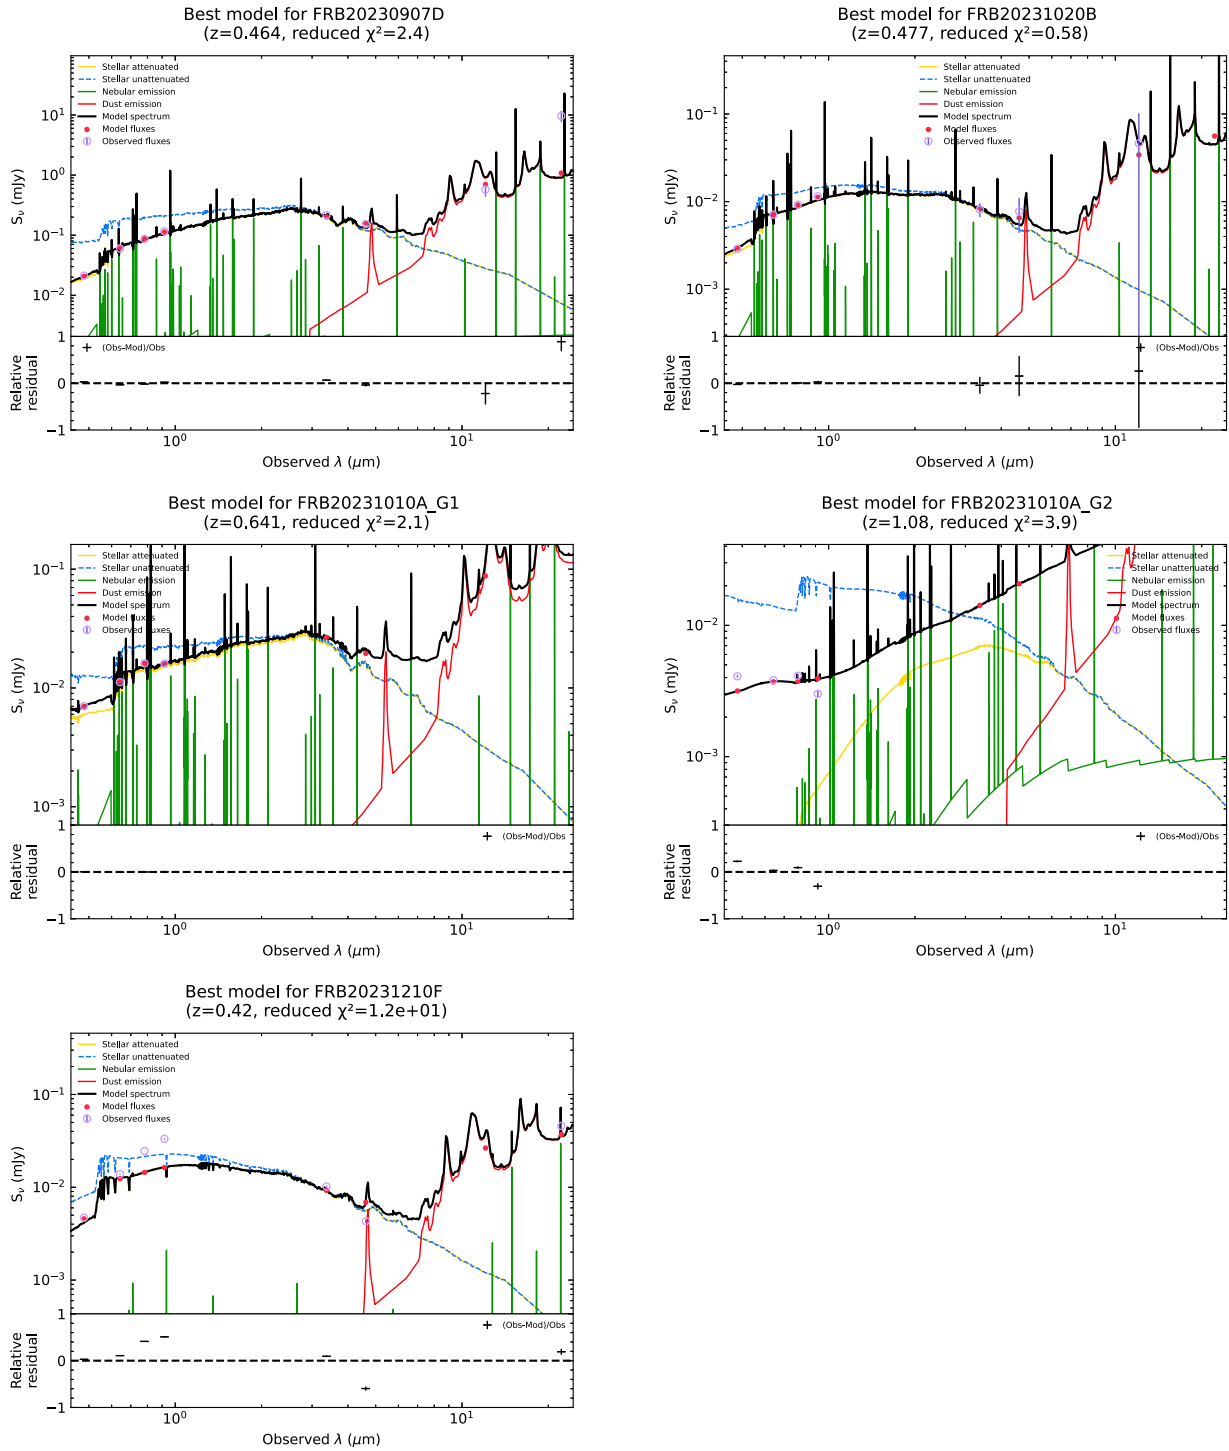 Best model for FRB20230907D
(z=0.464, reduced χ²=2.4)
Stellar attenuated
Stellar unattenuated
Nebular emission
Dust emission
Model spectrum
Model fluxes
Observed fluxes
S_ν (mJy)
10¹
10⁰
10⁻¹
10⁻²
1
(Obs-Mod)/Obs
Relative
residual
0
−1
10⁰
10¹
Observed λ (μm)
Best model for FRB20231020B
(z=0.477, reduced χ²=0.58)
Stellar attenuated
Stellar unattenuated
Nebular emission
Dust emission
Model spectrum
Model fluxes
Observed fluxes
S_ν (mJy)
10⁻¹
10⁻²
10⁻³
1
(Obs-Mod)/Obs
Relative
residual
0
−1
10⁰
10¹
Observed λ (μm)
Best model for FRB20231010A_G1
(z=0.641, reduced χ²=2.1)
Stellar attenuated
Stellar unattenuated
Nebular emission
Dust emission
Model spectrum
Model fluxes
Observed fluxes
S_ν (mJy)
10⁻¹
10⁻²
10⁻³
1
(Obs-Mod)/Obs
Relative
residual
0
−1
10⁰
10¹
Observed λ (μm)
Best model for FRB20231010A_G2
(z=1.08, reduced χ²=3.9)
Stellar attenuated
Stellar unattenuated
Nebular emission
Dust emission
Model spectrum
Model fluxes
Observed fluxes
S_ν (mJy)
10⁻²
10⁻³
1
(Obs-Mod)/Obs
Relative
residual
0
−1
10⁰
10¹
Observed λ (μm)
Best model for FRB20231210F
(z=0.42, reduced χ²=1.2e+01)
Stellar attenuated
Stellar unattenuated
Nebular emission
Dust emission
Model spectrum
Model fluxes
Observed fluxes
S_ν (mJy)
10⁻¹
10⁻²
10⁻³
1
(Obs-Mod)/Obs
Relative
residual
0
−1
10⁰
10¹
Observed λ (μm)